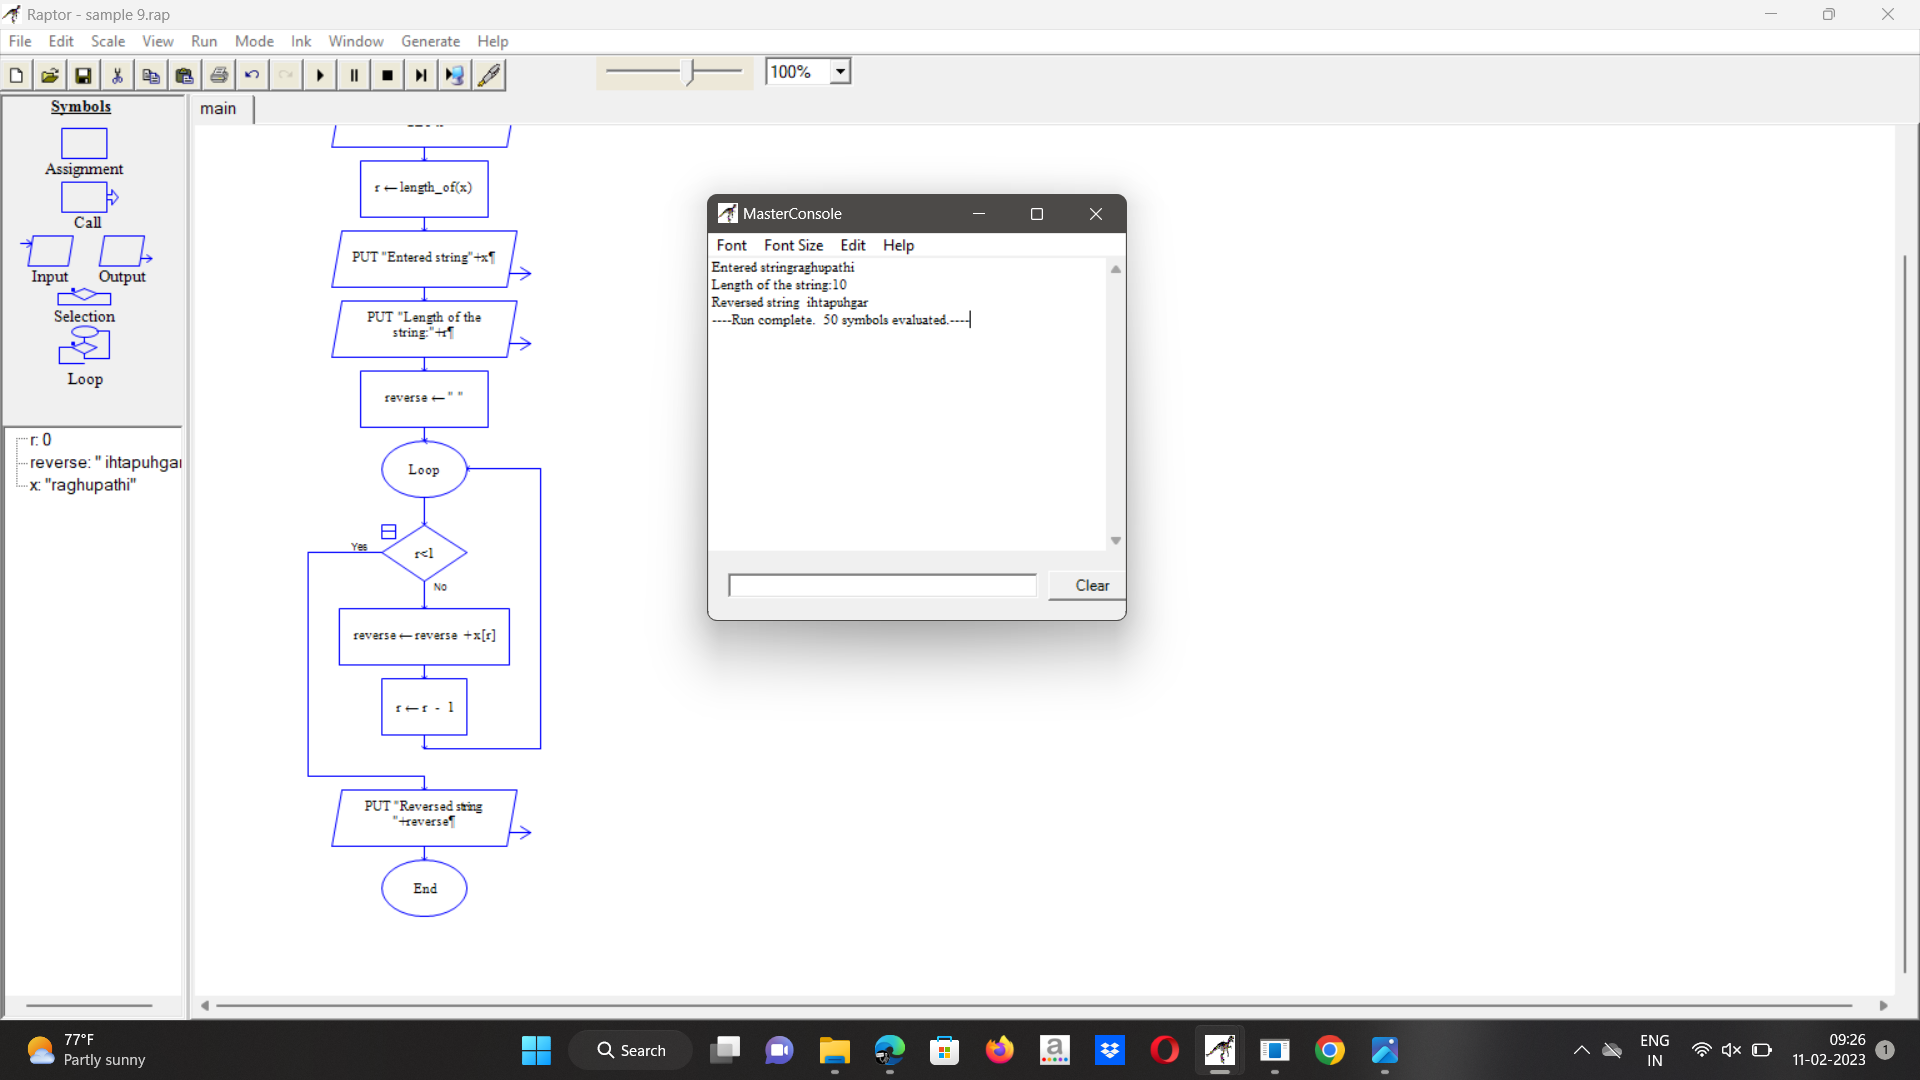 Raptor - sample 9.rap
File Edit Scale View Run Mode Ink Window Generate Help
100%
Symbols
Assignment
Call
Input Output
Selection
Loop
r: 0
reverse: " ihtapuhgar
x: "raghupathi"
main
r ← length_of(x)
PUT "Entered string"+x¶
PUT "Length of the
string:"+r¶
reverse ← " "
Loop
Yes
r<1
No
reverse ← reverse +x[r]
r ← r - 1
PUT "Reversed string
"+reverse¶
End
MasterConsole
Font Font Size Edit Help
Entered stringraghupathi
Length of the string:10
Reversed string  ihtapuhgar
----Run complete.  50 symbols evaluated.----
Clear
77°F
Partly sunny
Search
a
ENG
IN
09:26
11-02-2023
1